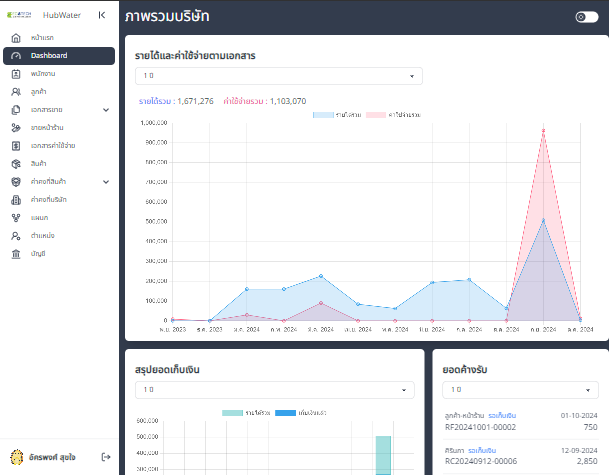 HubWater
ภาพรวมบริษัท
หน้าแรก
Dashboard
พนักงาน
ลูกค้า
เอกสารขาย
ขายหน้าร้าน
เอกสารค่าใช้จ่าย
สินค้า
ค่าคงที่สินค้า
ค่าคงที่บริษัท
แผนก
ตำแหน่ง
บัญชี
อัครพงศ์ สุขใจ
รายได้และค่าใช้จ่ายตามเอกสาร
1 ปี
รายได้รวม : 1,671,276 ค่าใช้จ่ายรวม : 1,103,070
รายได้รวม ค่าใช้จ่ายรวม
1,000,000
900,000
800,000
700,000
600,000
500,000
400,000
300,000
200,000
100,000
0
พ.ย. 2023 ธ.ค. 2023 ม.ค. 2024 ก.พ. 2024 มี.ค. 2024 เม.ย. 2024 พ.ค. 2024 มิ.ย. 2024 ก.ค. 2024 ส.ค. 2024 ก.ย. 2024 ต.ค. 2024
สรุปยอดเก็บเงิน
1 ปี
รายได้รวม เก็บเงินแล้ว
600,000
500,000
400,000
300,000
ยอดค้างรับ
1 ปี
ลูกค้า-หน้าร้าน รอเก็บเงิน 01-10-2024
RF20241001-00002 750
ศิรินภา รอเก็บเงิน 12-09-2024
RC20240912-00006 2,850